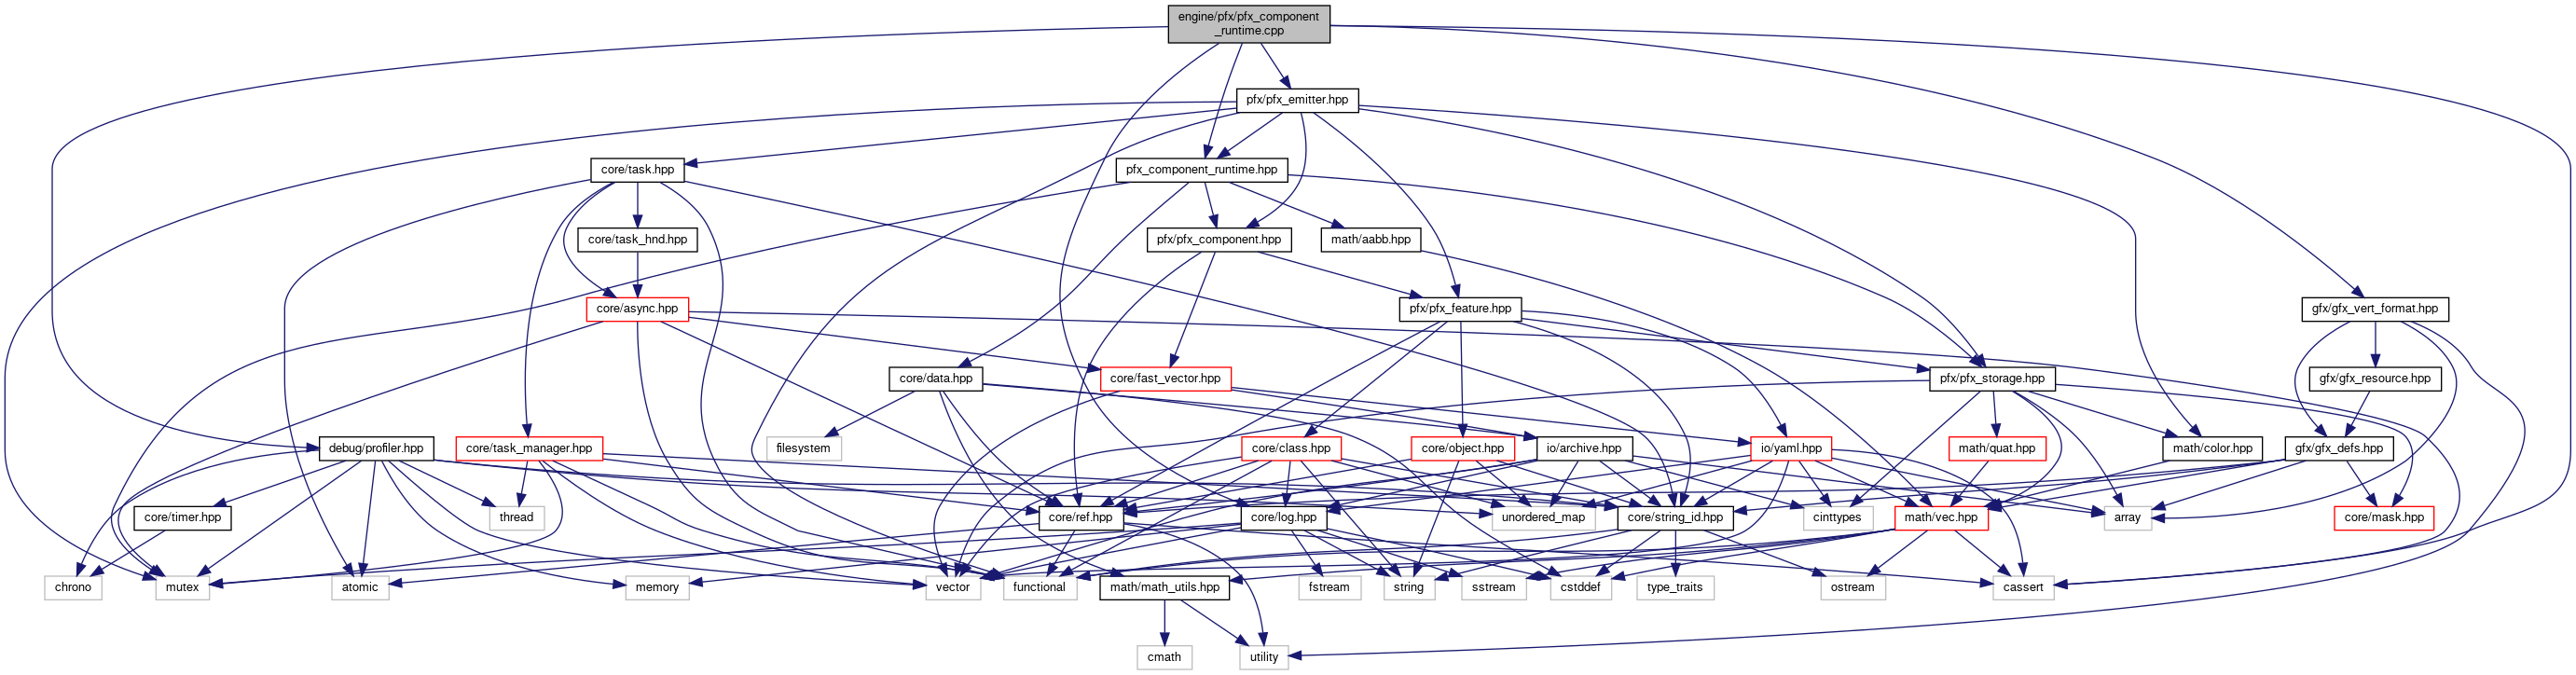 engine/pfx/pfx_component
_runtime.cpp
pfx/pfx_emitter.hpp
core/task.hpp
pfx_component_runtime.hpp
core/task_hnd.hpp
pfx/pfx_component.hpp
math/aabb.hpp
core/async.hpp
pfx/pfx_feature.hpp
gfx/gfx_vert_format.hpp
core/data.hpp
core/fast_vector.hpp
pfx/pfx_storage.hpp
gfx/gfx_resource.hpp
filesystem
debug/profiler.hpp
core/task_manager.hpp
core/class.hpp
core/object.hpp
io/archive.hpp
io/yaml.hpp
math/quat.hpp
math/color.hpp
gfx/gfx_defs.hpp
core/timer.hpp
thread
core/ref.hpp
core/log.hpp
unordered_map
core/string_id.hpp
cinttypes
math/vec.hpp
array
core/mask.hpp
chrono
mutex
atomic
memory
vector
functional
math/math_utils.hpp
fstream
string
sstream
cstddef
type_traits
ostream
cassert
cmath
utility